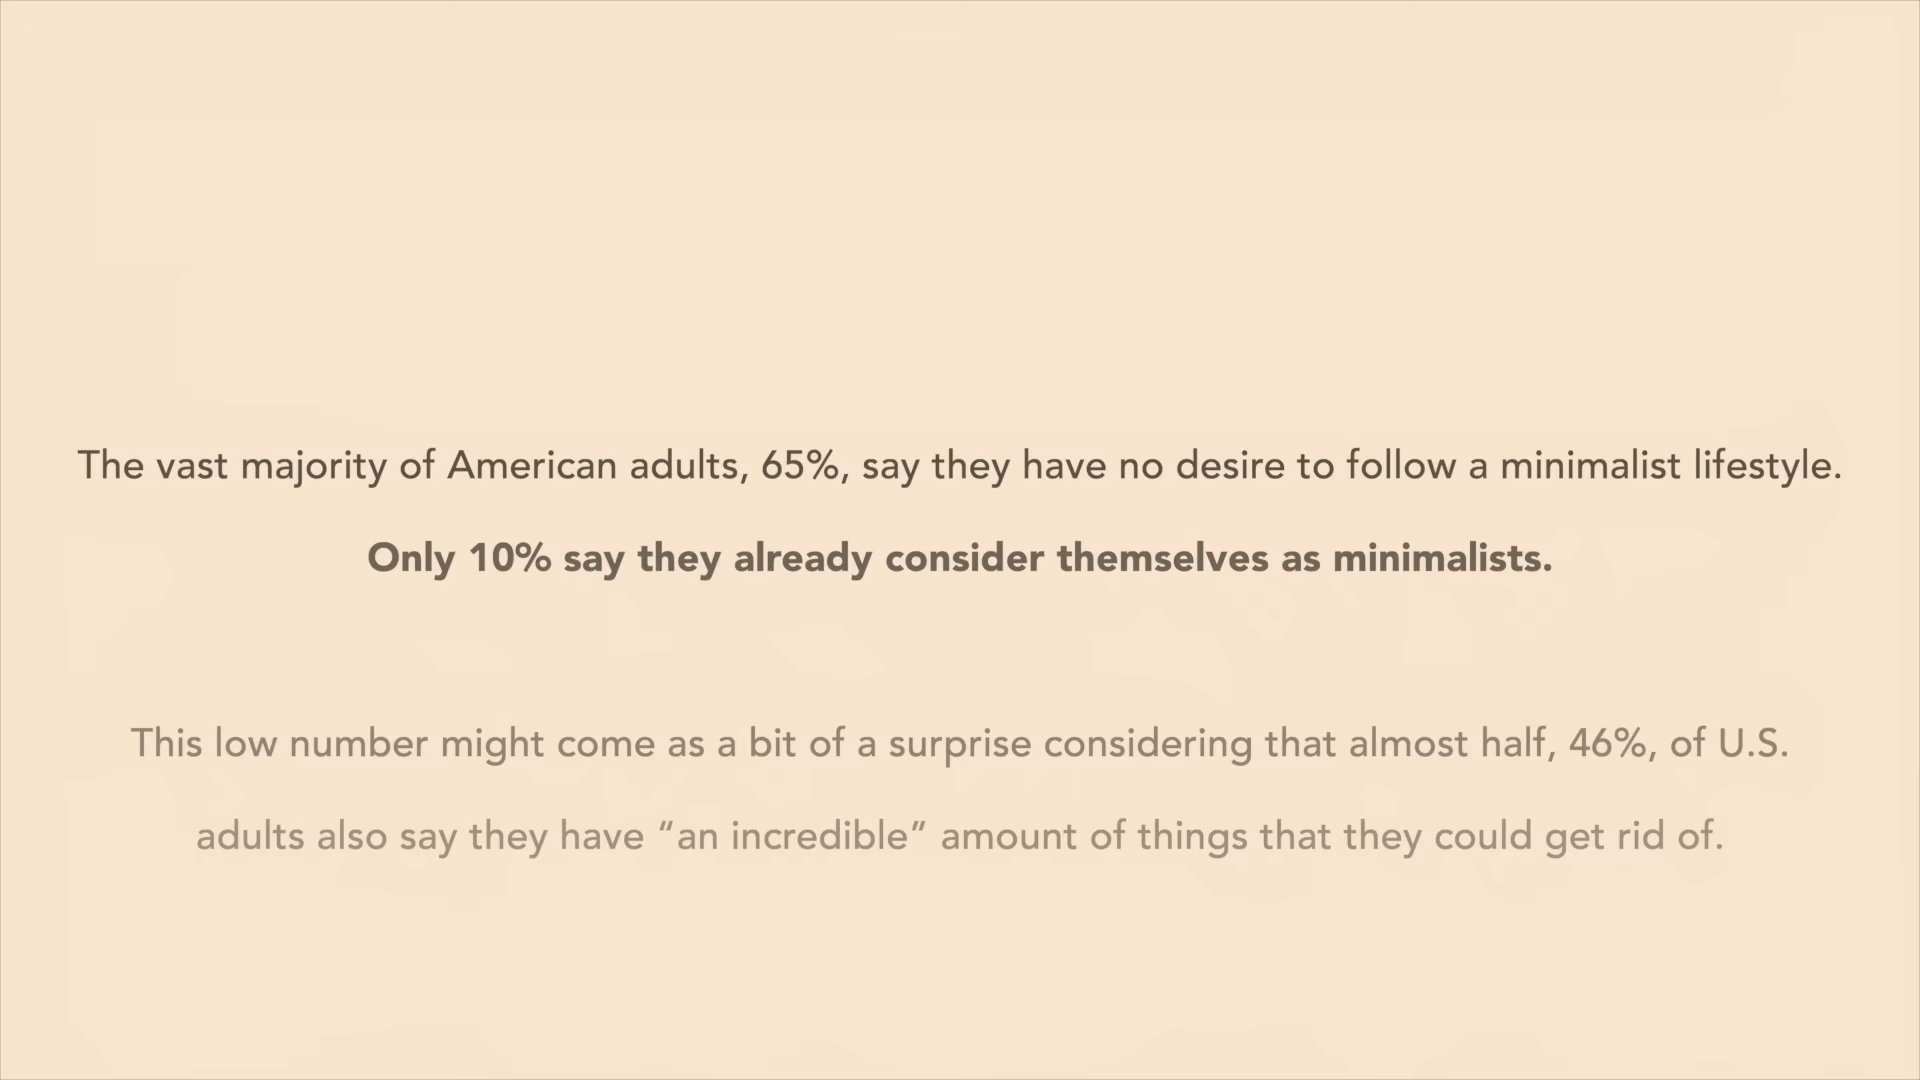 The vast majority of American adults, 65%, say they have no desire to follow a minimalist lifestyle.
Only 10% say they already consider themselves as minimalists.
This low number might come as a bit of a surprise considering that almost half, 46%, of U.S.
adults also say they have “an incredible” amount of things that they could get rid of.